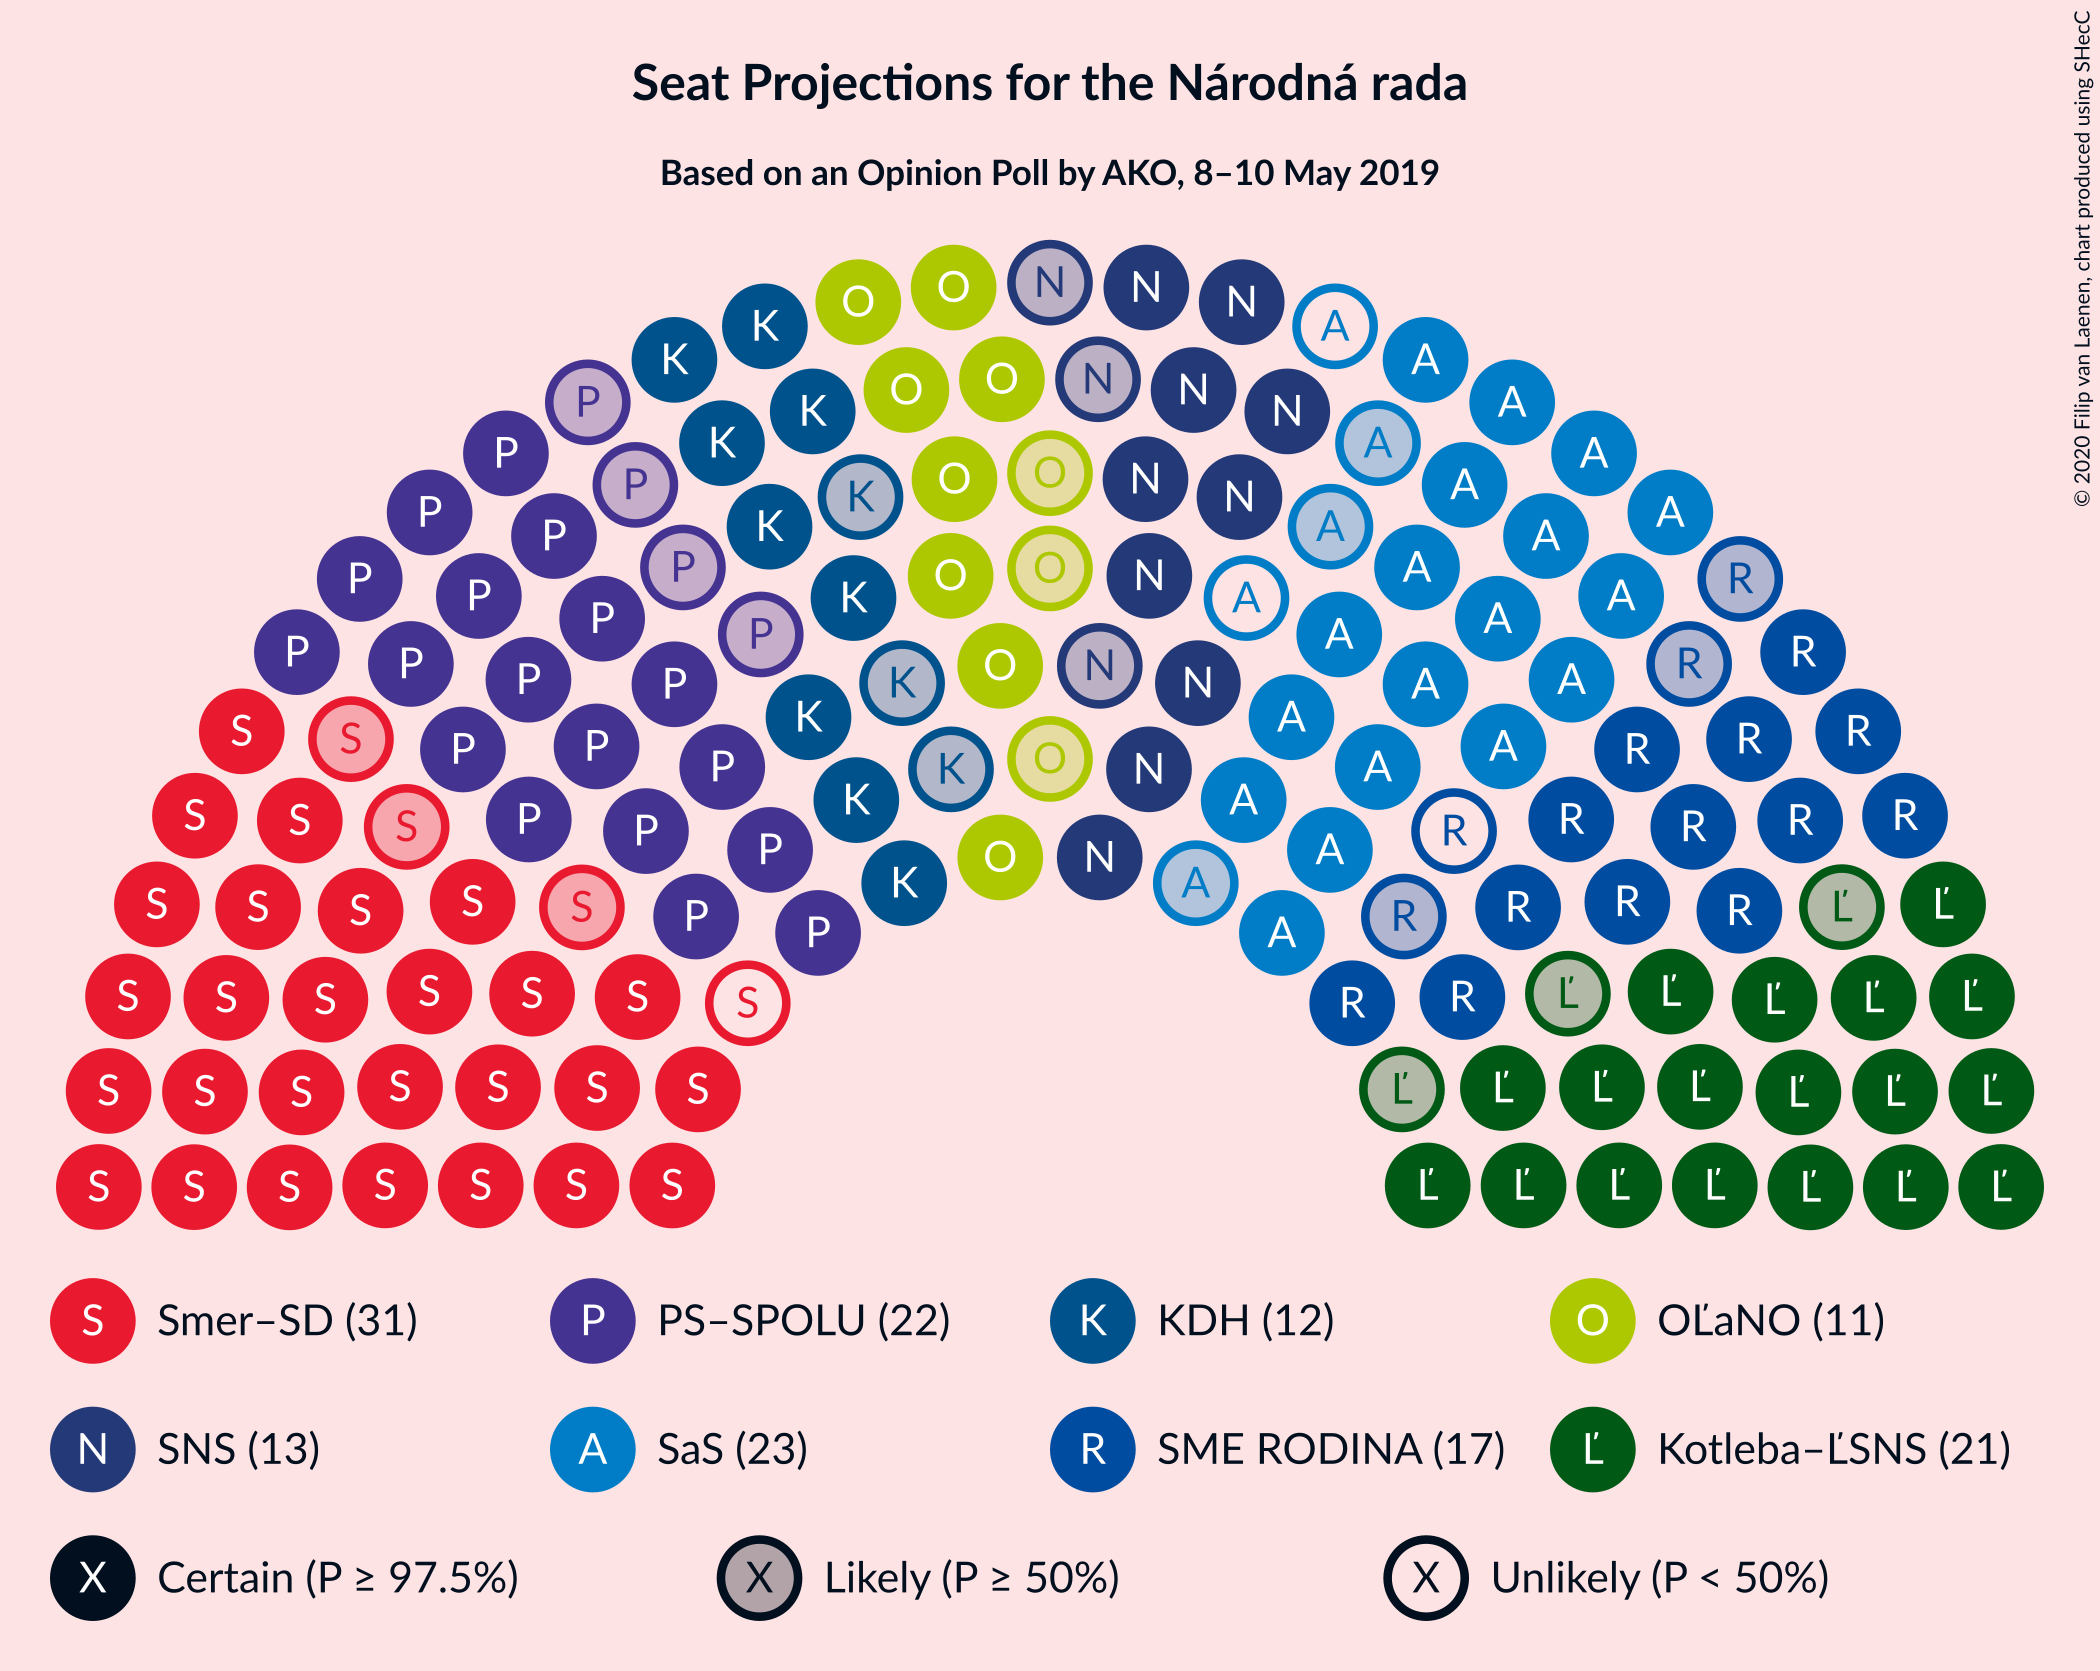 Seat Projections for the Národná rada
Based on an Opinion Poll by AKO, 8–10 May 2019
© 2020 Filip van Laenen, chart produced using SHecC
O O N N N
K K A A
O O N N
P K K N A A
P K O O N A A
P P K N A A
P P K O O N A A R
P P P K O N A A A R
P P P K K N A A A R R
S S P P P K K O N A A A R R R
S S S P P P K O N A A R R R R R
S S S S S P P K A A R R R R Ľ Ľ
S S S S S S S R R Ľ Ľ Ľ Ľ Ľ
S S S S S S S Ľ Ľ Ľ Ľ Ľ Ľ Ľ
S S S S S S S Ľ Ľ Ľ Ľ Ľ Ľ Ľ
S Smer–SD (31) P PS–SPOLU (22) K KDH (12) O OĽaNO (11)
N SNS (13) A SaS (23) R SME RODINA (17) Ľ Kotleba–ĽSNS (21)
X Certain (P ≥ 97.5%) X Likely (P ≥ 50%) X Unlikely (P < 50%)